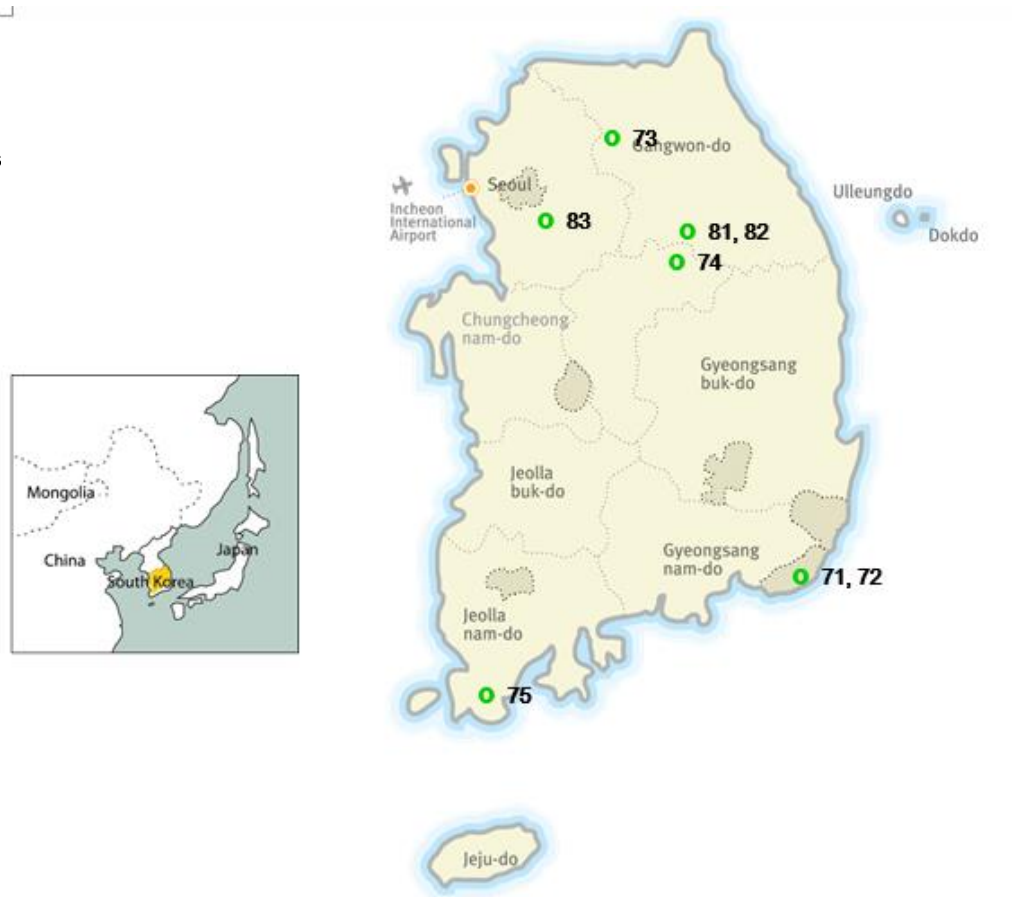 73
Gangwon-do
Seoul
Incheon
International
Airport
83
81, 82
74
Ulleungdo
Dokdo
Chungcheong
nam-do
Gyeongsang
buk-do
Jeolla
buk-do
Gyeongsang
nam-do
71, 72
Jeolla
nam-do
75
Jeju-do
Mongolia
China
Japan
South Korea